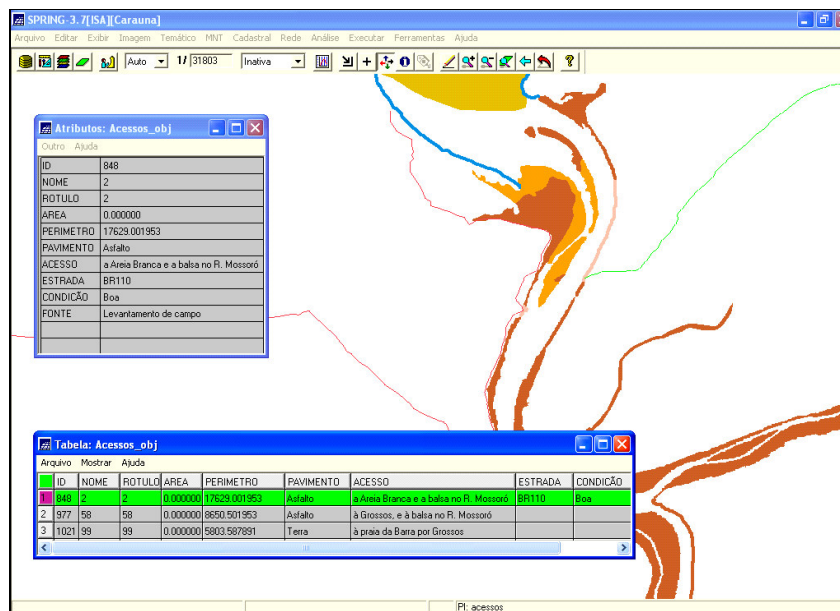 SPRING-3.7[ISA][Carauna]
Arquivo Editar Exibir Imagem Temático MNT Cadastral Rede Análise Executar Ferramentas Ajuda
Auto 1/ 31803 Inativa
Atributos: Acessos_obj
Outro Ajuda
ID 848
NOME 2
ROTULO 2
AREA 0.000000
PERIMETRO 17629.001953
PAVIMENTO Asfalto
ACESSO a Areia Branca e a balsa no R. Mossoró
ESTRADA BR110
CONDIÇÃO Boa
FONTE Levantamento de campo
Tabela: Acessos_obj
Arquivo Mostrar Ajuda
ID NOME ROTULO AREA PERIMETRO PAVIMENTO ACESSO ESTRADA CONDIÇÃO
1 848 2 2 0.000000 17629.001953 Asfalto a Areia Branca e a balsa no R. Mossoró BR110 Boa
2 977 58 58 0.000000 8650.501953 Asfalto à Grossos, e à balsa no R. Mossoró
3 1021 99 99 0.000000 5803.587891 Terra à praia da Barra por Grossos
PI: acessos